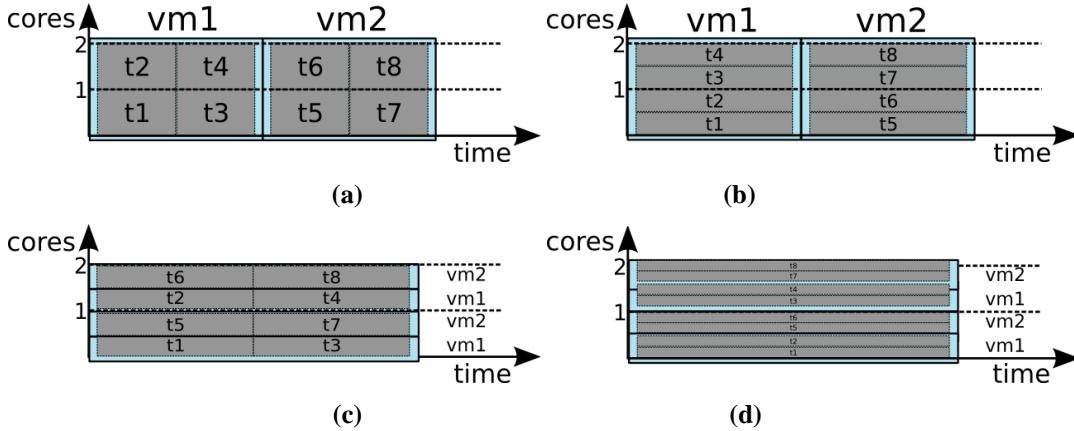 cores vm1 vm2
2
t2 t4 t6 t8
1
t1 t3 t5 t7
time
(a)
cores vm1 vm2
2
t4 t8
t3 t7
1
t2 t6
t1 t5
time
(b)
cores
2
t6 t8 vm2
t2 t4 vm1
1
t5 t7 vm2
t1 t3 vm1
time
(c)
cores
2
t8
t7 vm2
t4
t3 vm1
1
t6
t5 vm2
t2
t1 vm1
time
(d)